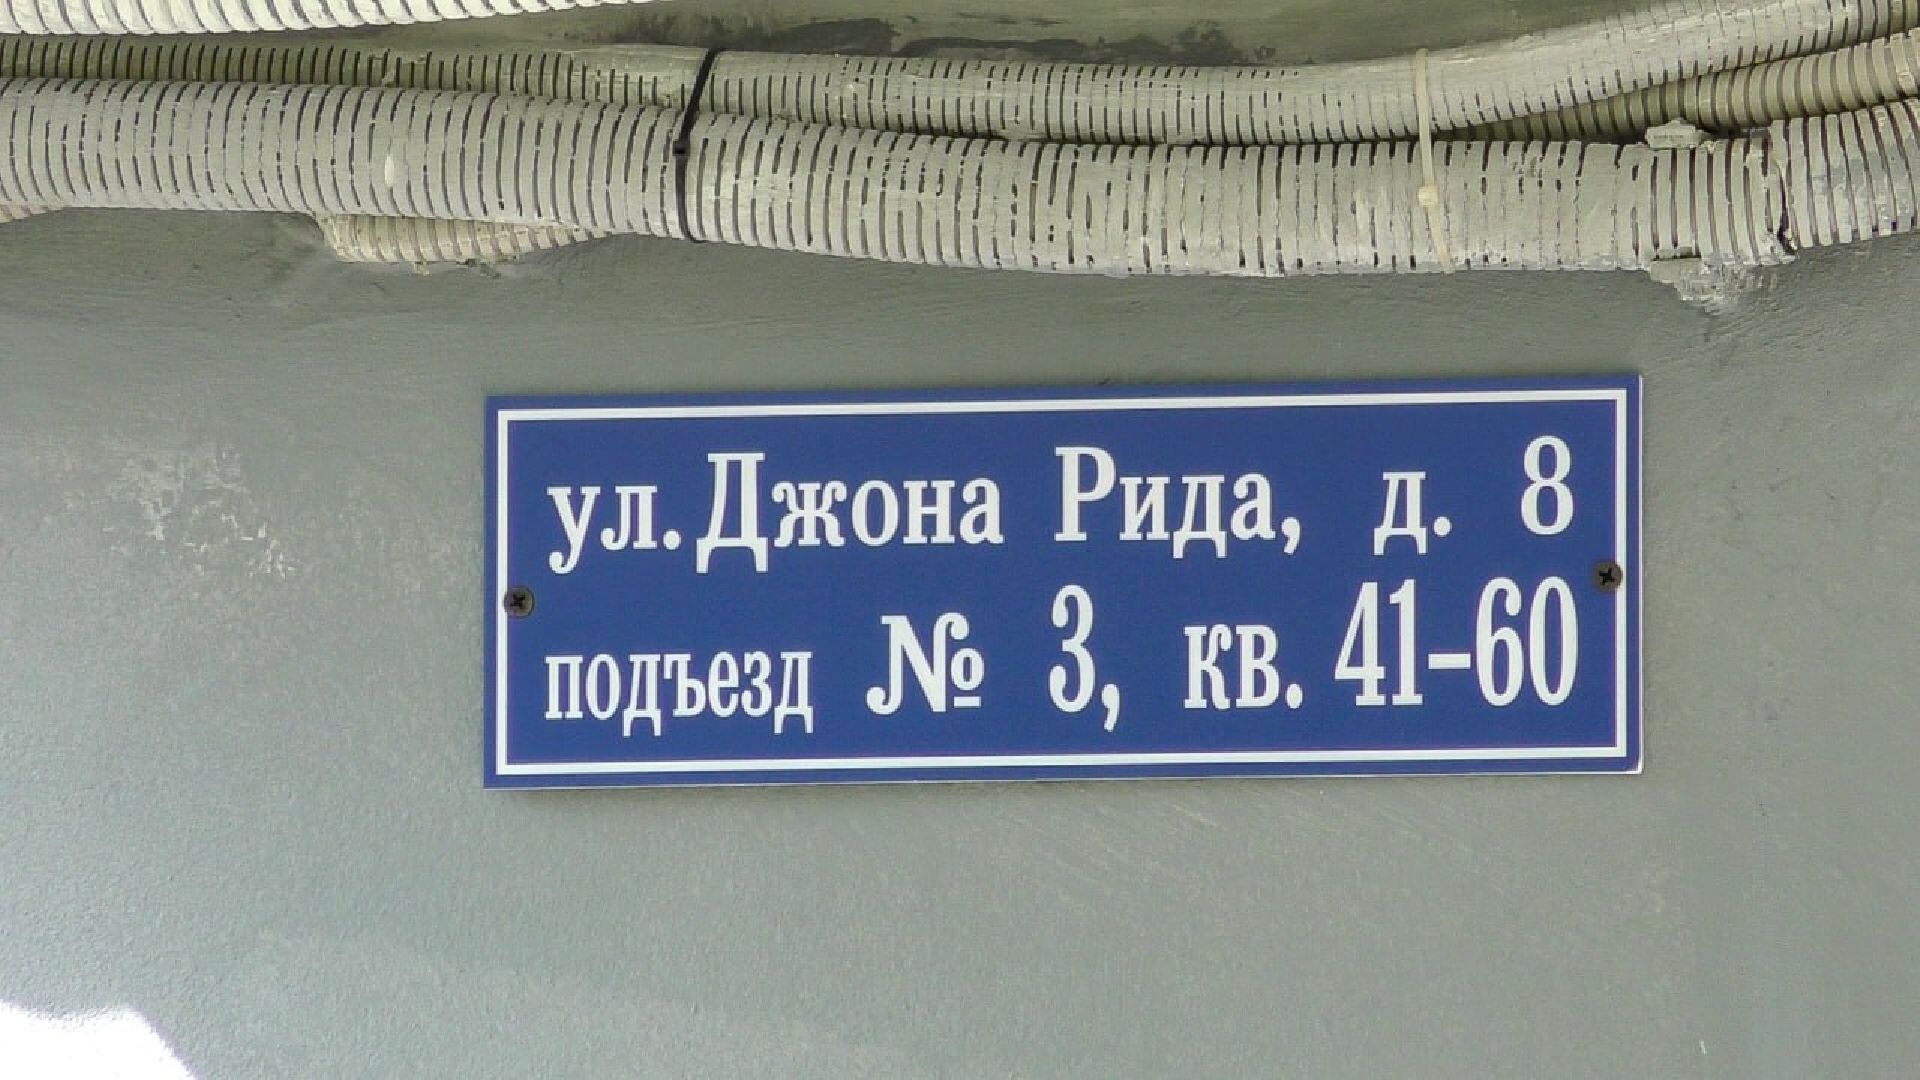 ул. Джона Рида, д. 8
подъезд № 3, кв. 41-60